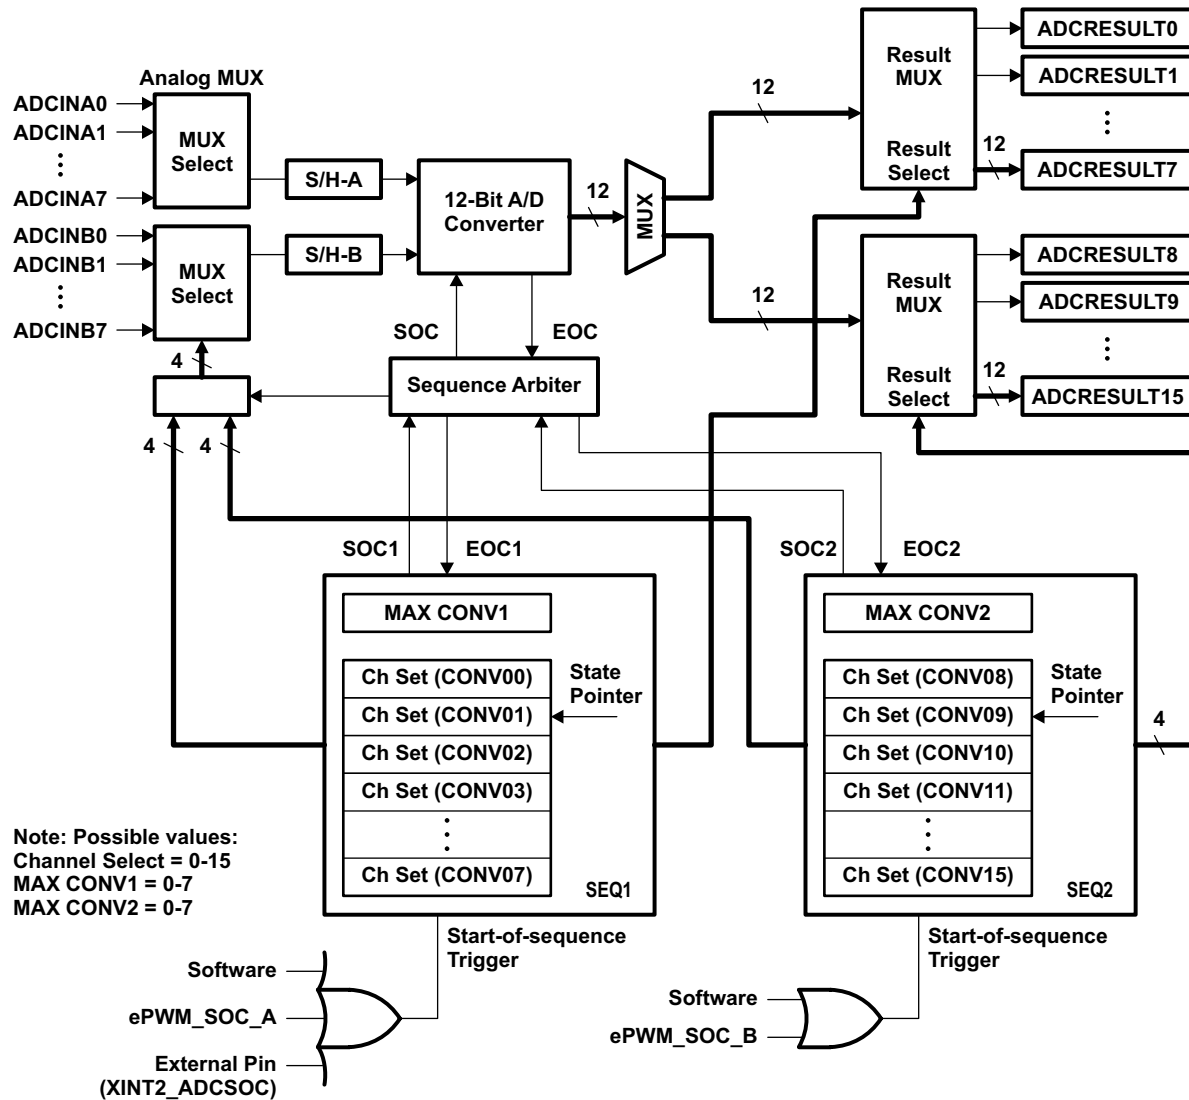 Analog MUX
ADCINA0
ADCINA1
ADCINA7
MUX
Select
ADCINB0
ADCINB1
ADCINB7
MUX
Select
S/H-A
S/H-B
12-Bit A/D
Converter
12
MUX
12
12
Result
MUX
Result
Select
12
ADCRESULT0
ADCRESULT1
ADCRESULT7
Result
MUX
Result
Select
12
ADCRESULT8
ADCRESULT9
ADCRESULT15
SOC
EOC
4
Sequence Arbiter
4
4
SOC1
EOC1
SOC2
EOC2
MAX CONV1
Ch Set (CONV00)
Ch Set (CONV01)
Ch Set (CONV02)
Ch Set (CONV03)
Ch Set (CONV07)
State
Pointer
SEQ1
MAX CONV2
Ch Set (CONV08)
Ch Set (CONV09)
Ch Set (CONV10)
Ch Set (CONV11)
Ch Set (CONV15)
State
Pointer
SEQ2
4
Note: Possible values:
Channel Select = 0-15
MAX CONV1 = 0-7
MAX CONV2 = 0-7
Start-of-sequence
Trigger
Software
ePWM_SOC_A
External Pin
(XINT2_ADCSOC)
Start-of-sequence
Trigger
Software
ePWM_SOC_B